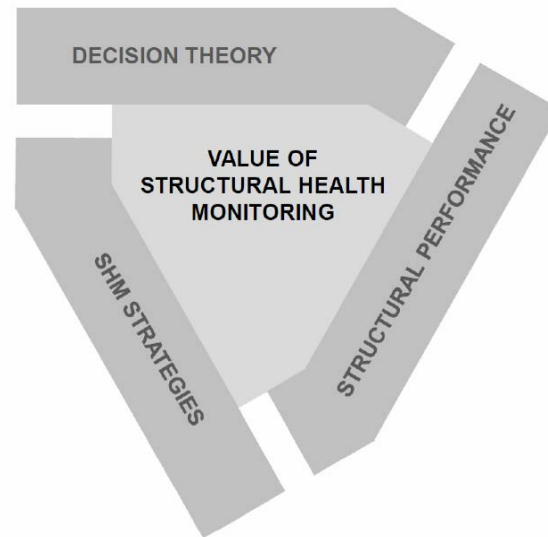 DECISION THEORY
VALUE OF
STRUCTURAL HEALTH
MONITORING
STRUCTURAL PERFORMANCE
SHM STRATEGIES